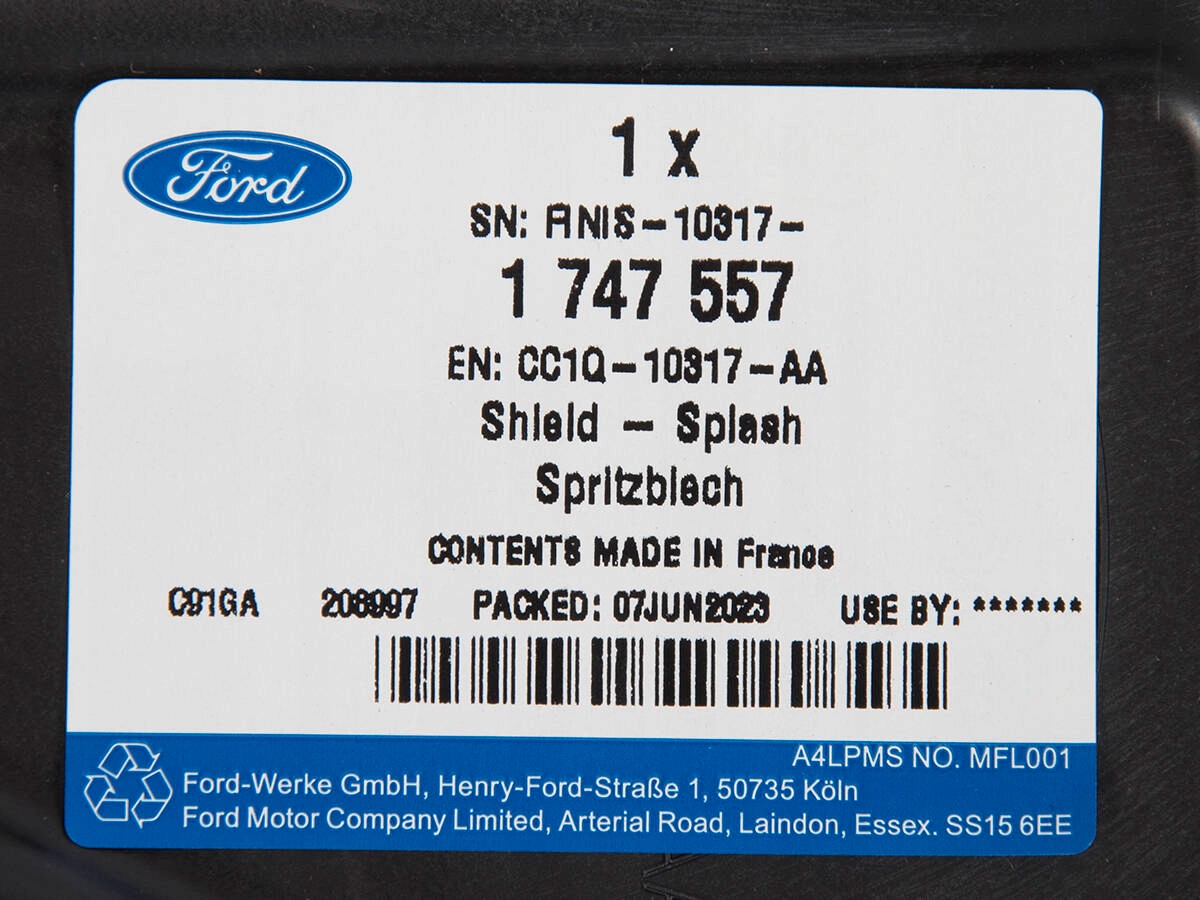 Ford
1 x
SN: FINIS-10317-
1 747 557
EN: CC1Q-10317-AA
Shield - Splash
Spritzblech
CONTENTS MADE IN France
C91GA 206997 PACKED: 07JUN2023 USE BY: *******
A4LPMS NO. MFL001
Ford-Werke GmbH, Henry-Ford-Straße 1, 50735 Köln
Ford Motor Company Limited, Arterial Road, Laindon, Essex. SS15 6EE